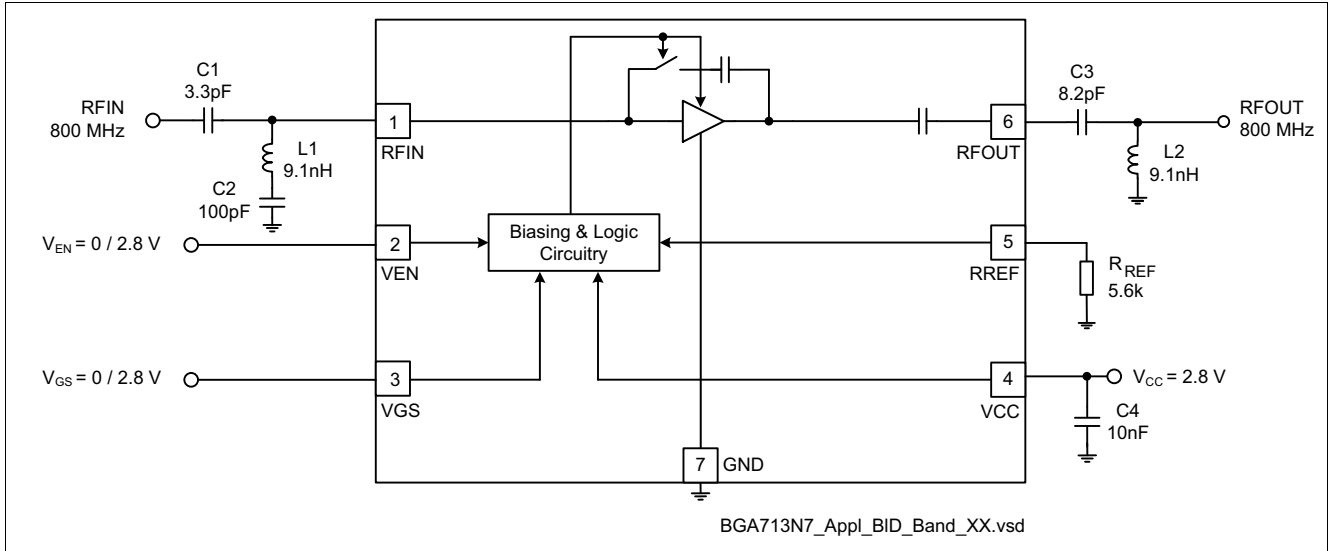 C1
3.3pF
RFIN
800 MHz
1
RFIN
L1
9.1nH
C2
100pF
V_EN = 0 / 2.8 V
2
VEN
V_GS = 0 / 2.8 V
3
VGS
Biasing & Logic
Circuitry
7
GND
C3
8.2pF
6
RFOUT
RFOUT
800 MHz
L2
9.1nH
5
RREF
R_REF
5.6k
4
VCC
V_CC = 2.8 V
C4
10nF
BGA713N7_Appl_BID_Band_XX.vsd